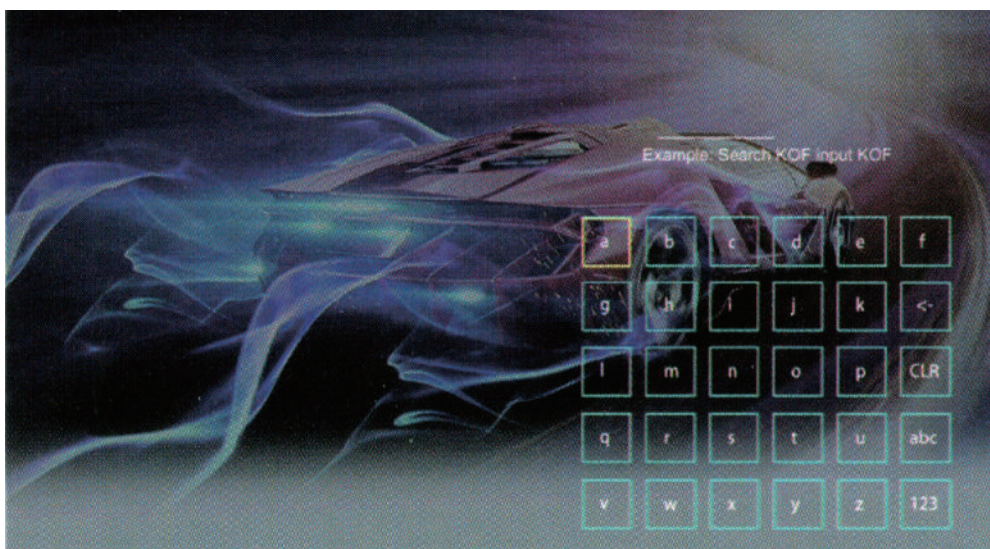 Example: Search KOF input KOF
a b c d e f
g h i j k <-
l m n o p CLR
q r s t u abc
v w x y z 123